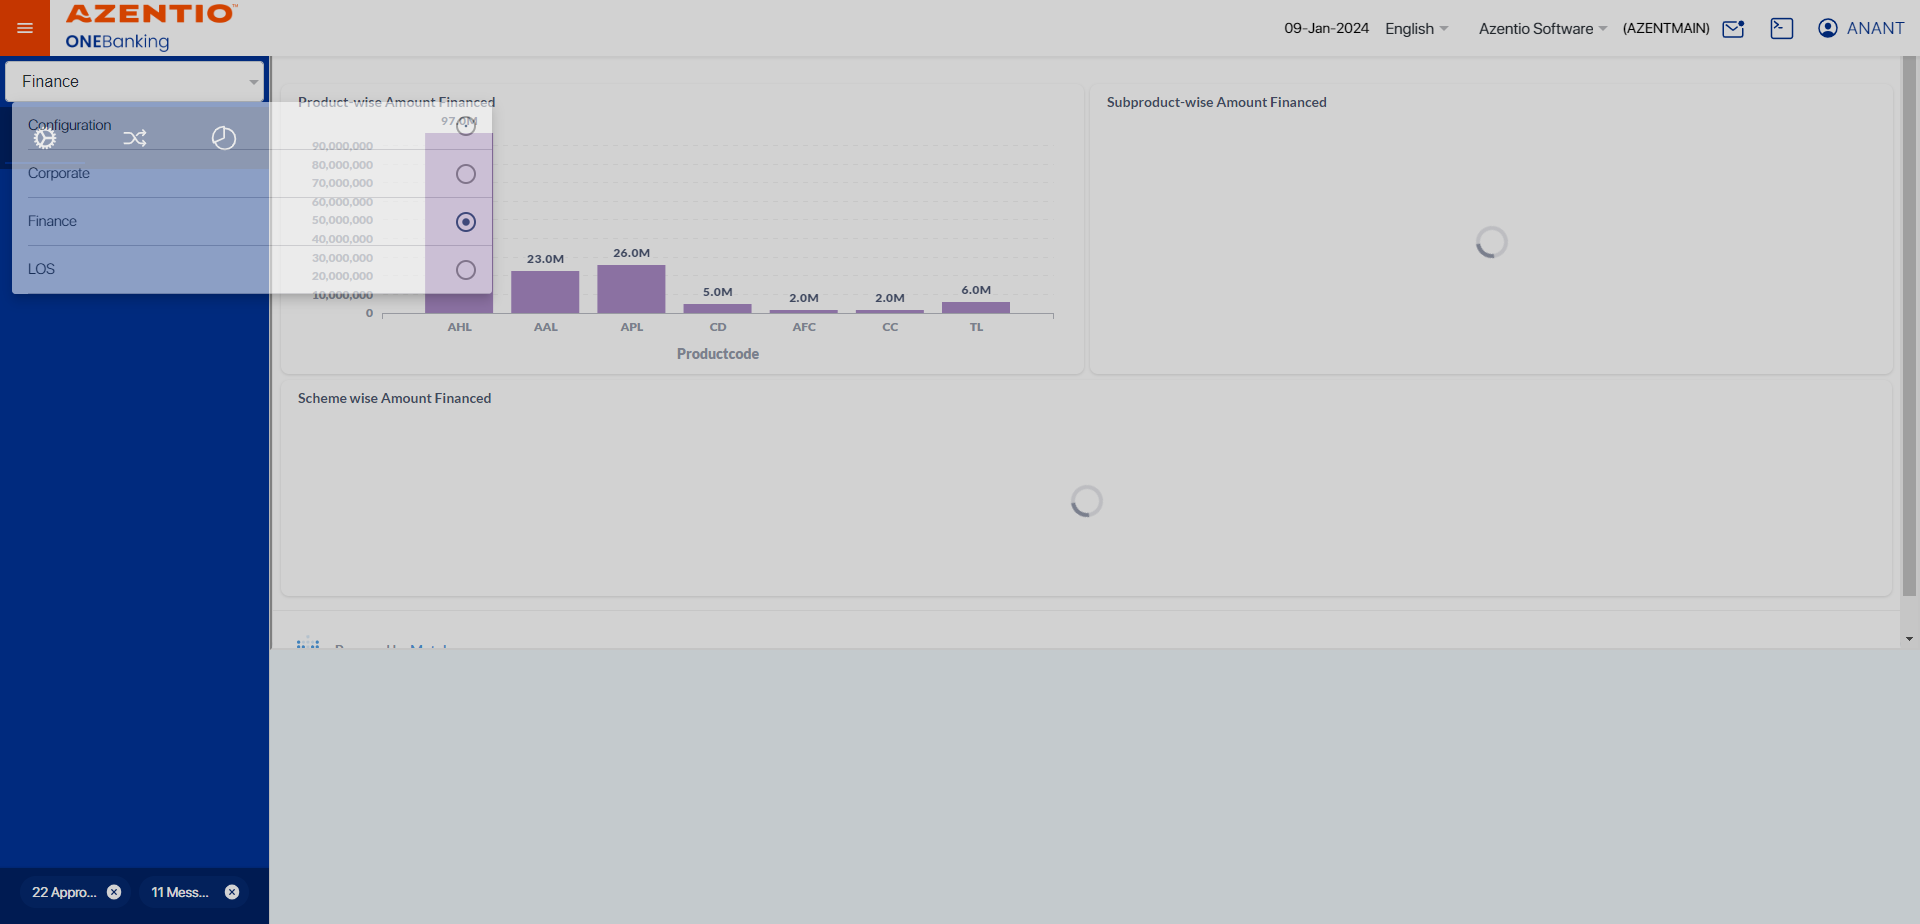 AZENTIO™
ONEBanking
09-Jan-2024 English Azentio Software (AZENTMAIN) ANANT
Finance
Configuration
Corporate
Finance
LOS
Product-wise Amount Financed
97.0M
90,000,000
80,000,000
70,000,000
60,000,000
50,000,000
40,000,000
30,000,000
20,000,000
10,000,000
0
23.0M
26.0M
5.0M
2.0M
2.0M
6.0M
AHL AAL APL CD AFC CC TL
Productcode
Subproduct-wise Amount Financed
Scheme wise Amount Financed
22 Appro...
11 Mess...